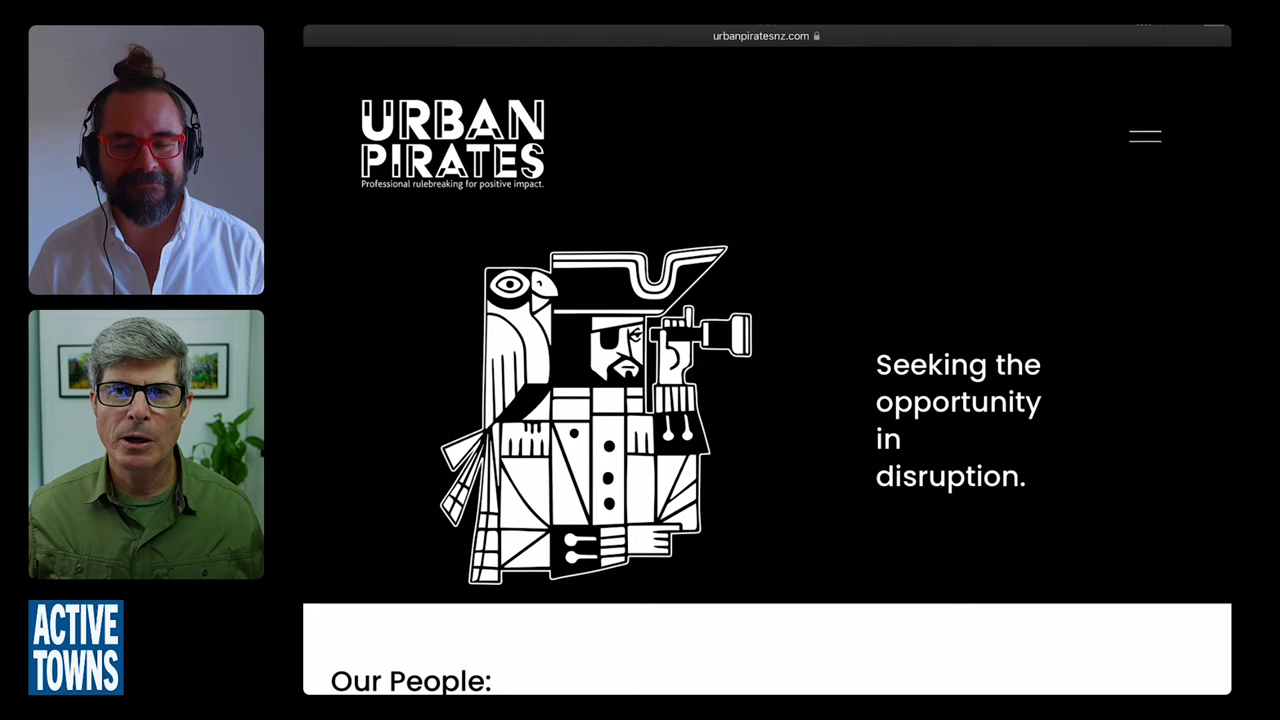 urbanpiratesnz.com
URBAN
PIRATES
Professional rulebreaking for positive impact.
Seeking the
opportunity
in
disruption.
Our People:
ACTIVE
TOWNS